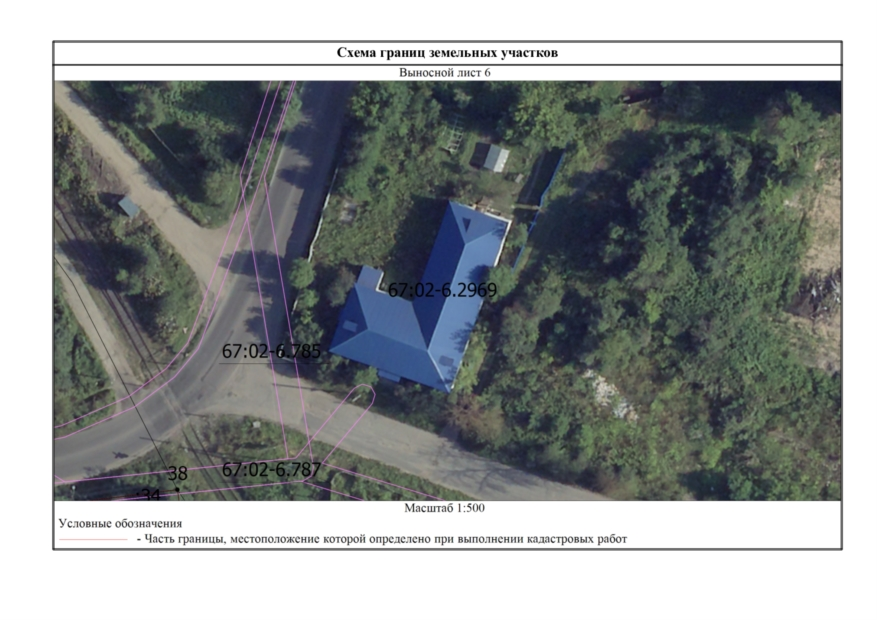 Схема границ земельных участков
Выносной лист 6
67:02-6.2969
67:02-6.785
67:02-6.787
38
:34
Масштаб 1:500
Условные обозначения
- Часть границы, местоположение которой определено при выполнении кадастровых работ